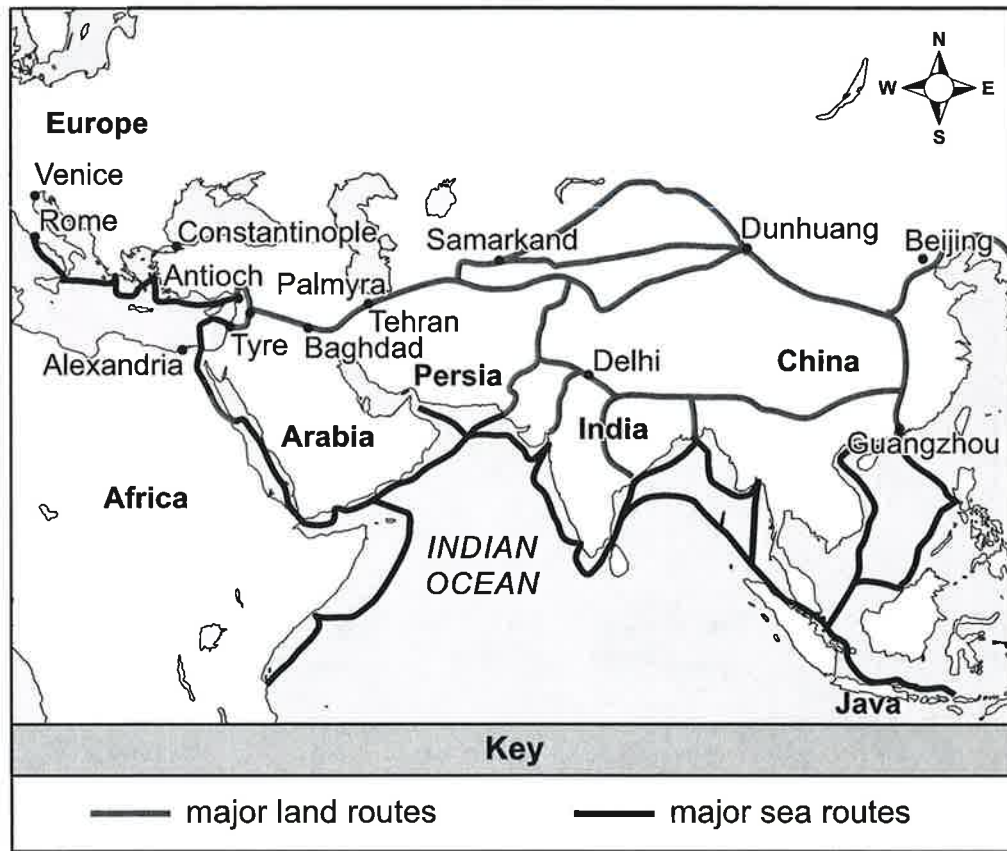 N
W E
S
Europe
Venice
Rome
Constantinople
Samarkand
Dunhuang
Beijing
Antioch
Palmyra
Tehran
Tyre
Baghdad
Alexandria
Delhi
Persia
China
Arabia
India
Guangzhou
Africa
INDIAN
OCEAN
Java
Key
major land routes major sea routes